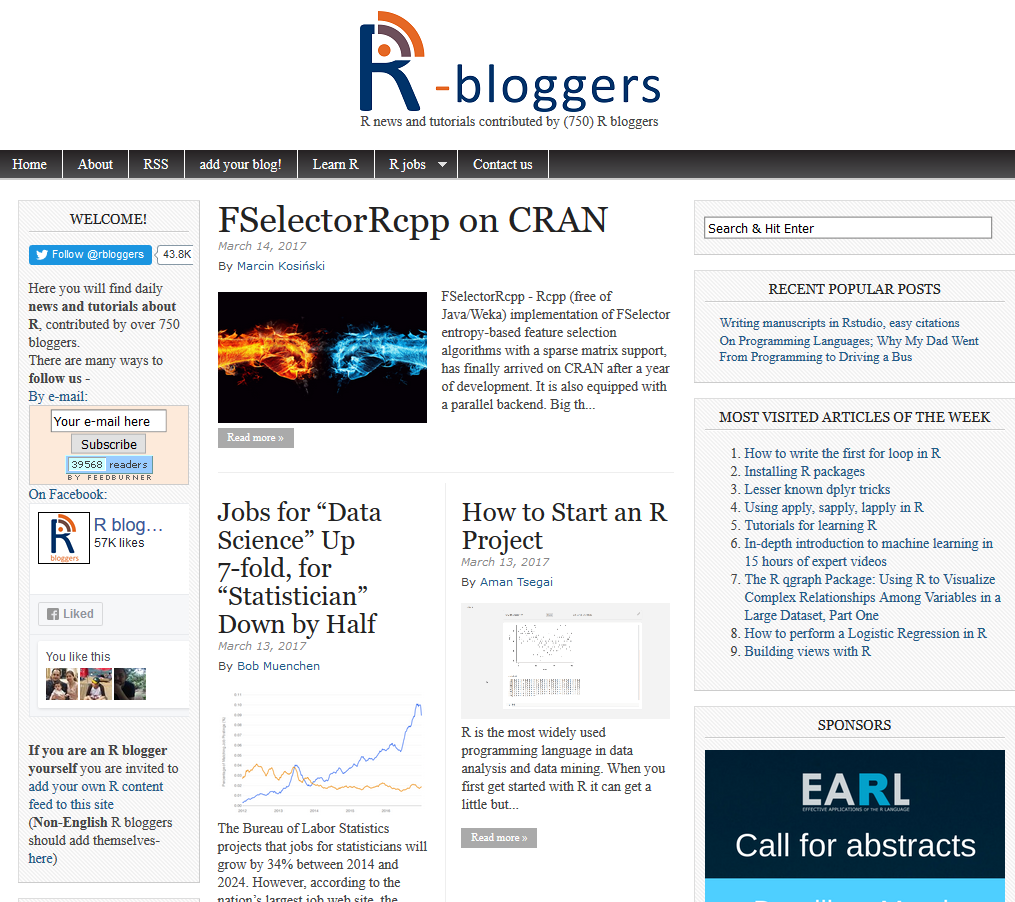 R-bloggers
R news and tutorials contributed by (750) R bloggers
Home
About
RSS
add your blog!
Learn R
R jobs
Contact us
WELCOME!
Follow @rbloggers
43.8K
Here you will find daily
news and tutorials about
R, contributed by over 750
bloggers.
There are many ways to
follow us -
By e-mail:
Your e-mail here
Subscribe
39568 readers
BY FEEDBURNER
On Facebook:
bloggers
R blog…
57K likes
Liked
You like this
If you are an R blogger
yourself you are invited to
add your own R content
feed to this site
(Non-English R bloggers
should add themselves-
here)
FSelectorRcpp on CRAN
March 14, 2017
By Marcin Kosiński
FSelectorRcpp - Rcpp (free of
Java/Weka) implementation of FSelector
entropy-based feature selection
algorithms with a sparse matrix support,
has finally arrived on CRAN after a year
of development. It is also equipped with
a parallel backend. Big th...
Read more »
Jobs for “Data
Science” Up
7-fold, for
“Statistician”
Down by Half
March 13, 2017
By Bob Muenchen
The Bureau of Labor Statistics
projects that jobs for statisticians will
grow by 34% between 2014 and
2024. However, according to the
nation’s largest job web site, the
How to Start an R
Project
March 13, 2017
By Aman Tsegai
R is the most widely used
programming language in data
analysis and data mining. When you
first get started with R it can get a
little but...
Read more »
Search & Hit Enter
RECENT POPULAR POSTS
Writing manuscripts in Rstudio, easy citations
On Programming Languages; Why My Dad Went
From Programming to Driving a Bus
MOST VISITED ARTICLES OF THE WEEK
1. How to write the first for loop in R
2. Installing R packages
3. Lesser known dplyr tricks
4. Using apply, sapply, lapply in R
5. Tutorials for learning R
6. In-depth introduction to machine learning in
15 hours of expert videos
7. The R qgraph Package: Using R to Visualize
Complex Relationships Among Variables in a
Large Dataset, Part One
8. How to perform a Logistic Regression in R
9. Building views with R
SPONSORS
EARL
EFFECTIVE APPLICATIONS OF THE R LANGUAGE
Call for abstracts